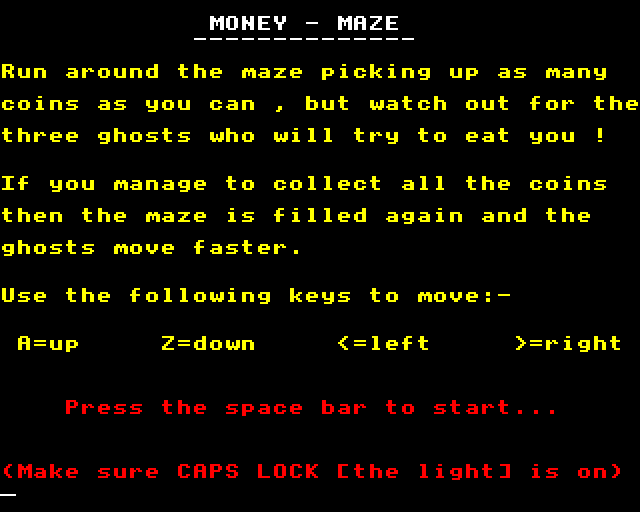 MONEY - MAZE
--------------
Run around the maze picking up as many
coins as you can , but watch out for the
three ghosts who will try to eat you !
If you manage to collect all the coins
then the maze is filled again and the
ghosts move faster.
Use the following keys to move:-
A=up Z=down <=left >=right
Press the space bar to start...
(Make sure CAPS LOCK [the light] is on)